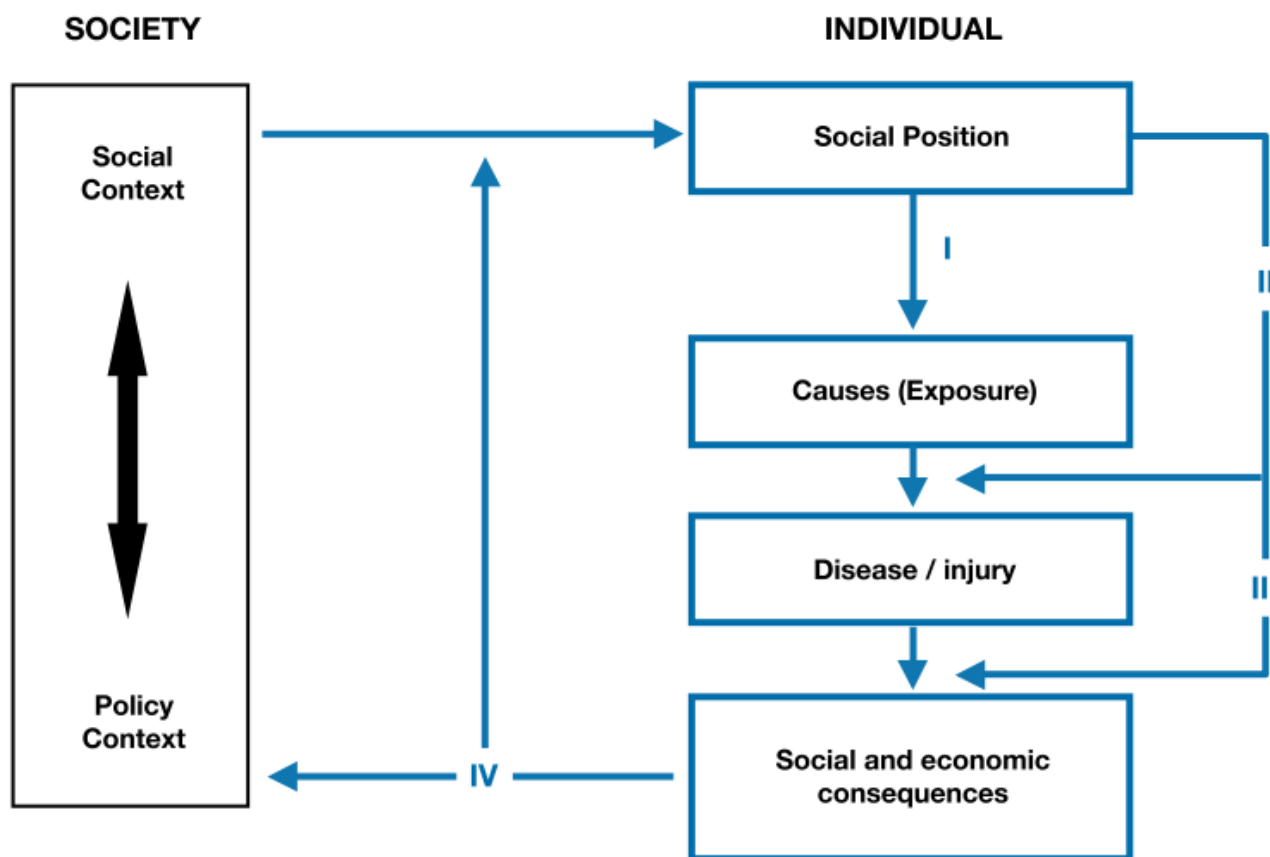 SOCIETY
INDIVIDUAL
Social
Context
Social Position
I
II
Causes (Exposure)
Disease / injury
II
Policy
Context
Social and economic
consequences
IV